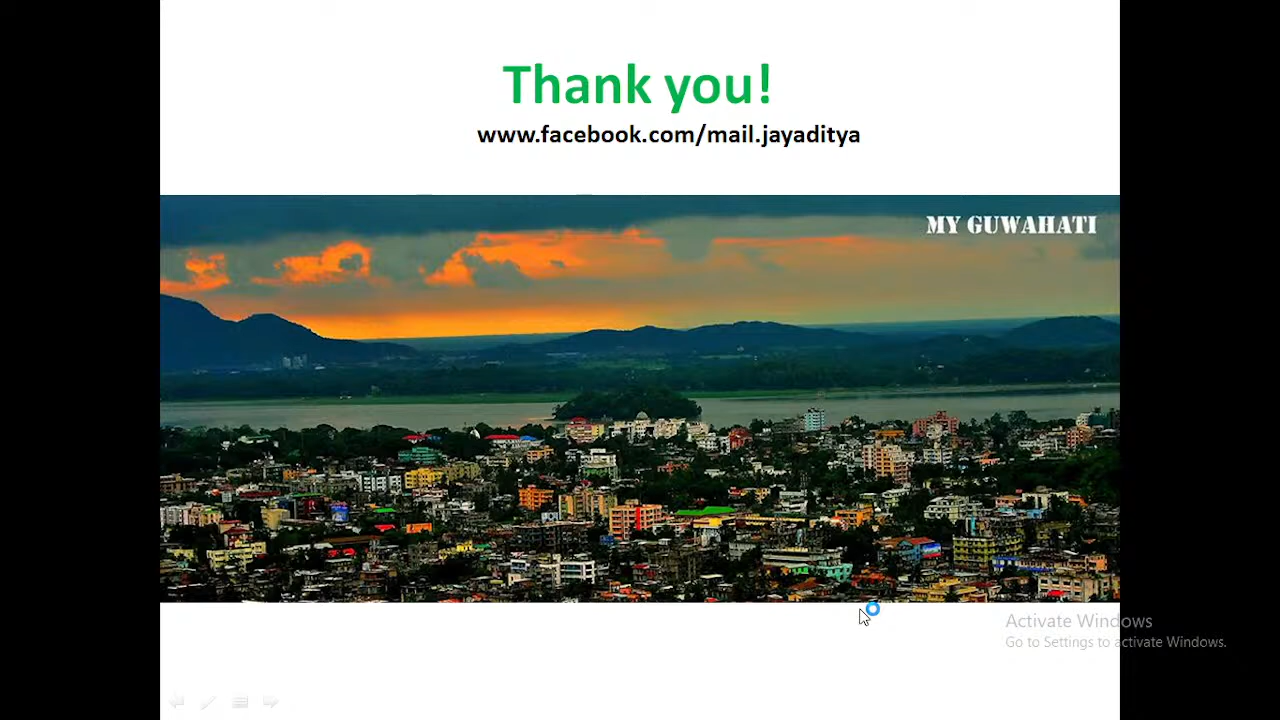 Thank you!
www.facebook.com/mail.jayaditya
MY GUWAHATI
Activate Windows
Go to Settings to activate Windows.